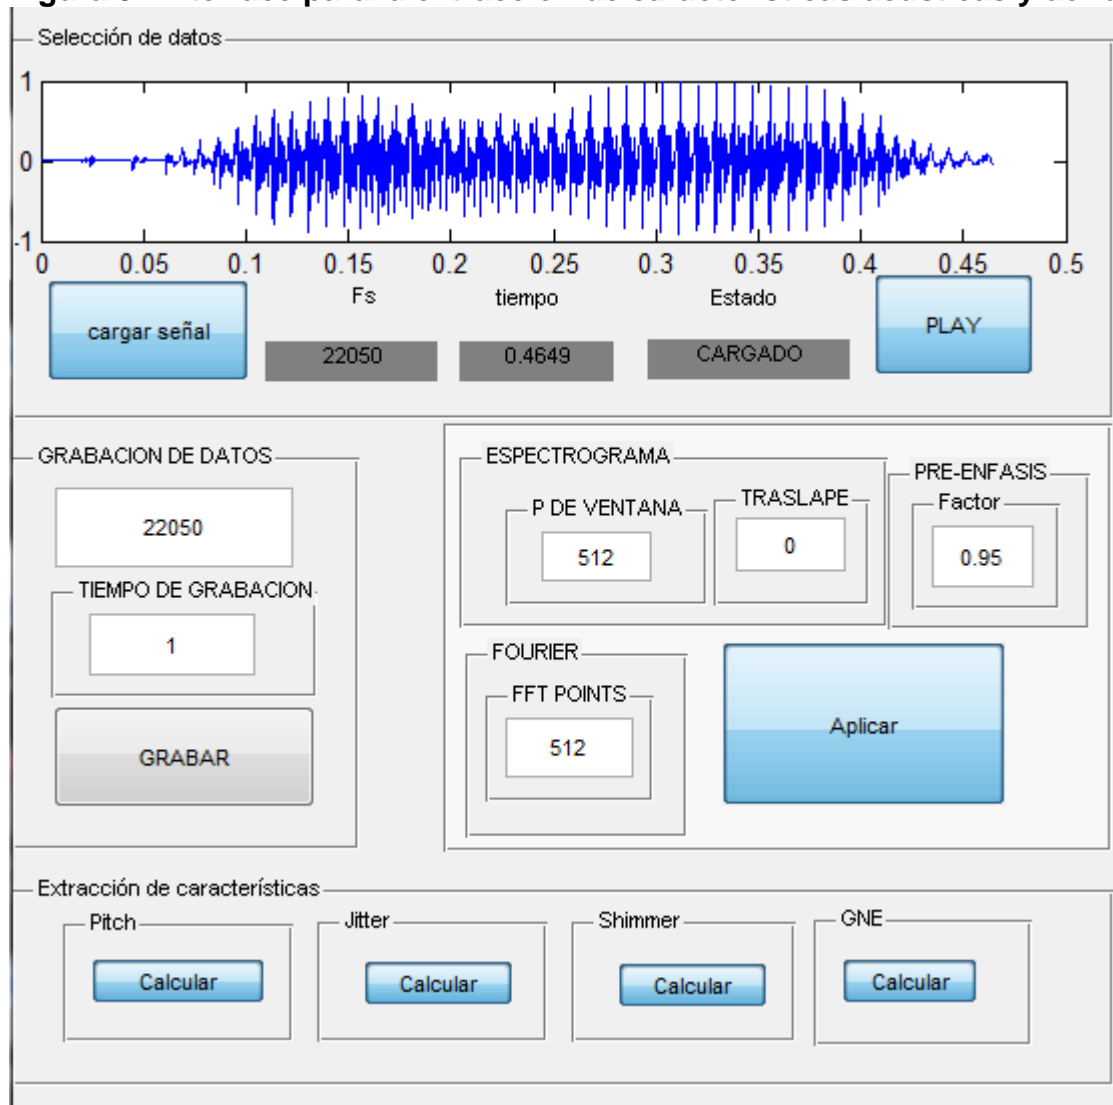 Selección de datos
1
0
-1
0 0.05 0.1 0.15 0.2 0.25 0.3 0.35 0.4 0.45 0.5
Fs tiempo Estado
cargar señal 22050 0.4649 CARGADO PLAY
GRABACION DE DATOS
22050
TIEMPO DE GRABACION
1
GRABAR
ESPECTROGRAMA
P DE VENTANA
512
TRASLAPE
0
PRE-ENFASIS
Factor
0.95
FOURIER
FFT POINTS
512
Aplicar
Extracción de característísticas
Pitch Jitter Shimmer GNE
Calcular Calcular Calcular Calcular